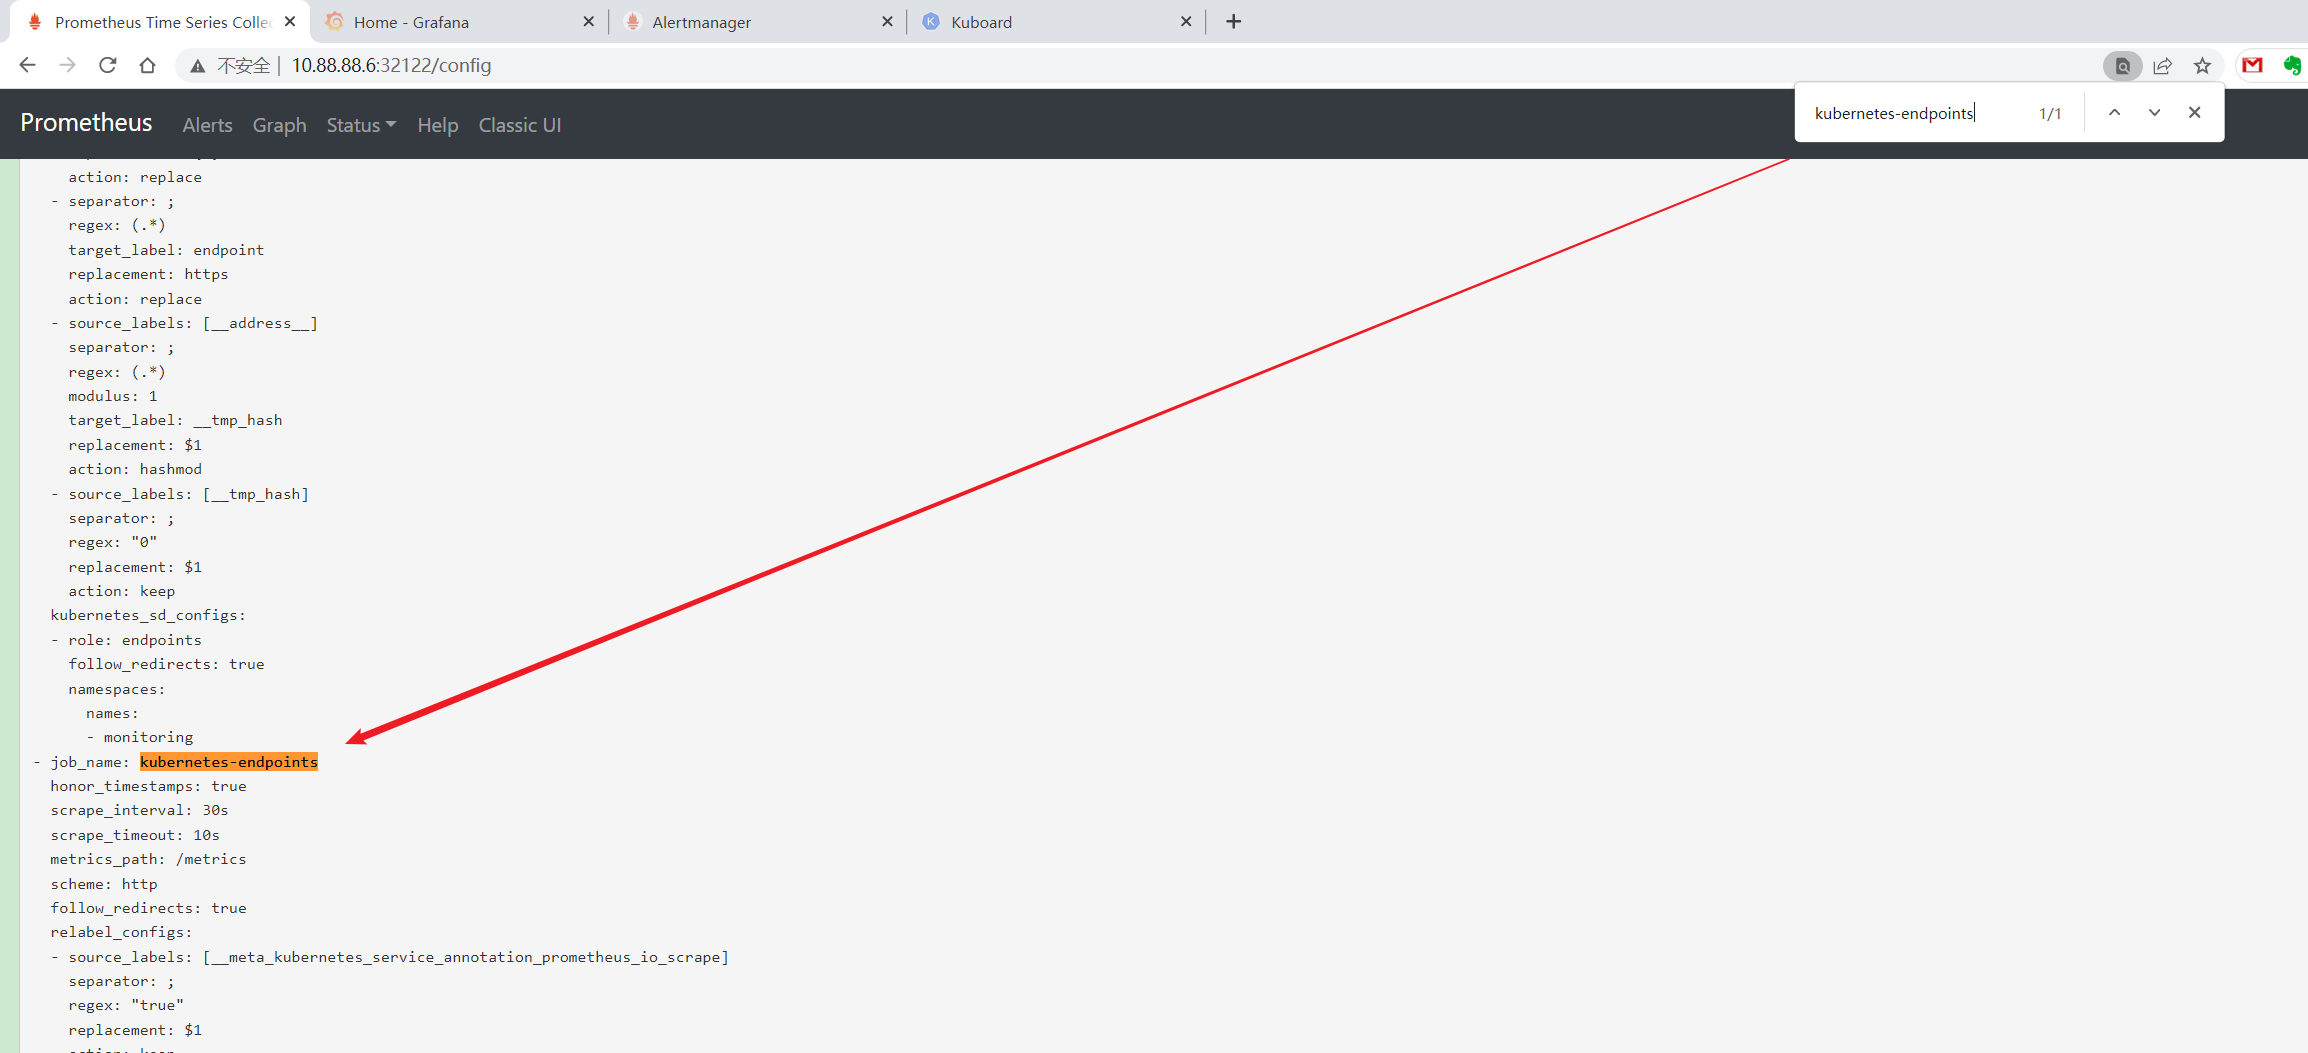 Prometheus Time Series Collec
Home - Grafana
Alertmanager
Kuboard
不安全 | 10.88.88.6:32122/config
kubernetes-endpoints 1/1
Prometheus Alerts Graph Status Help Classic UI
action: replace
- separator: ;
regex: (.*)
target_label: endpoint
replacement: https
action: replace
- source_labels: [__address__]
separator: ;
regex: (.*)
modulus: 1
target_label: __tmp_hash
replacement: $1
action: hashmod
- source_labels: [__tmp_hash]
separator: ;
regex: "0"
replacement: $1
action: keep
kubernetes_sd_configs:
- role: endpoints
follow_redirects: true
namespaces:
names:
- monitoring
- job_name: kubernetes-endpoints
honor_timestamps: true
scrape_interval: 30s
scrape_timeout: 10s
metrics_path: /metrics
scheme: http
follow_redirects: true
relabel_configs:
- source_labels: [__meta_kubernetes_service_annotation_prometheus_io_scrape]
separator: ;
regex: "true"
replacement: $1
action: keep